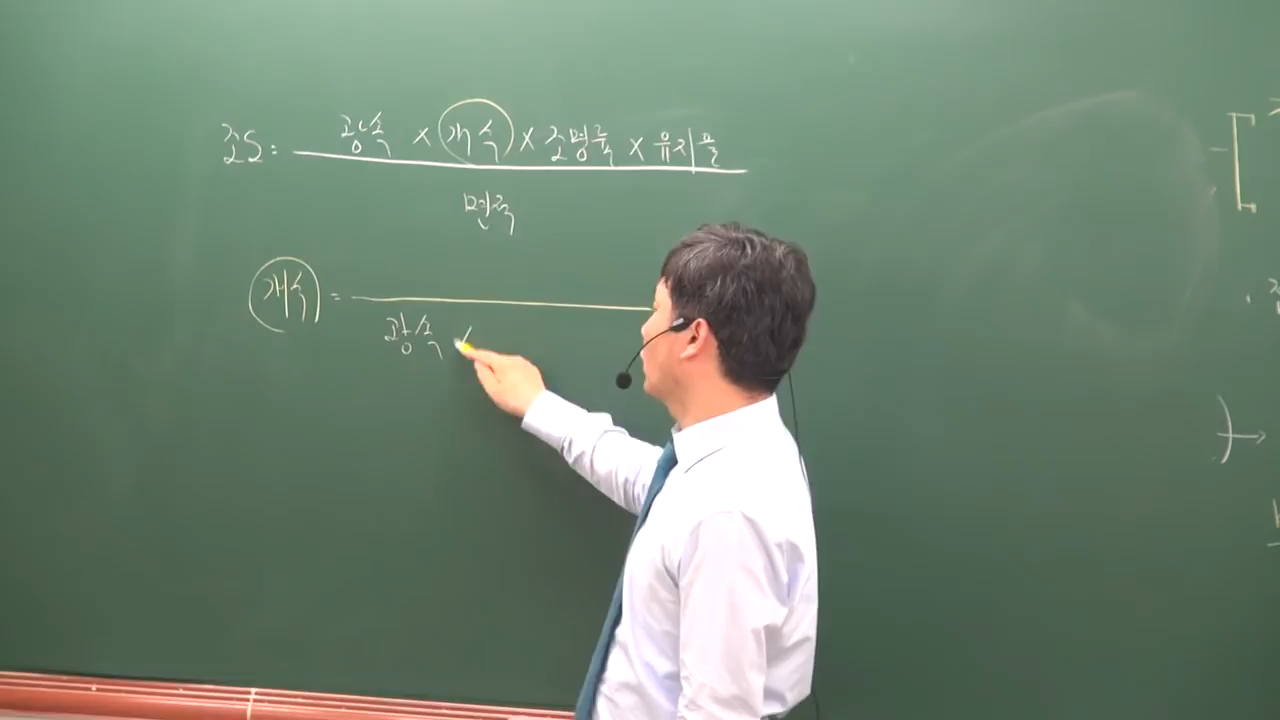 조도 = 광속 × 개수 × 조명률 × 유지율
면적
개수 =
광속